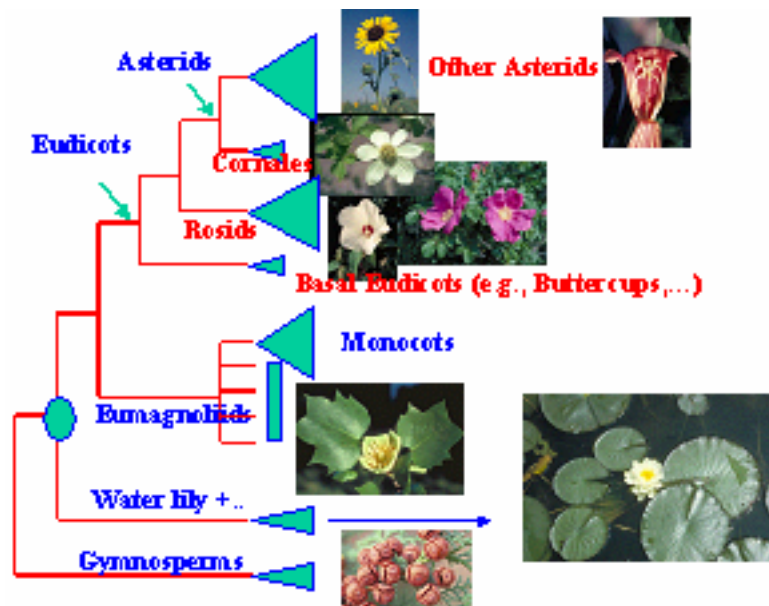 Asterids
Other Asterids
Eudicots
Cornales
Rosids
Basal Eudicots (e.g., Buttercups,...)
Monocots
Eumagnoliids
Water lily +..
Gymnosperms